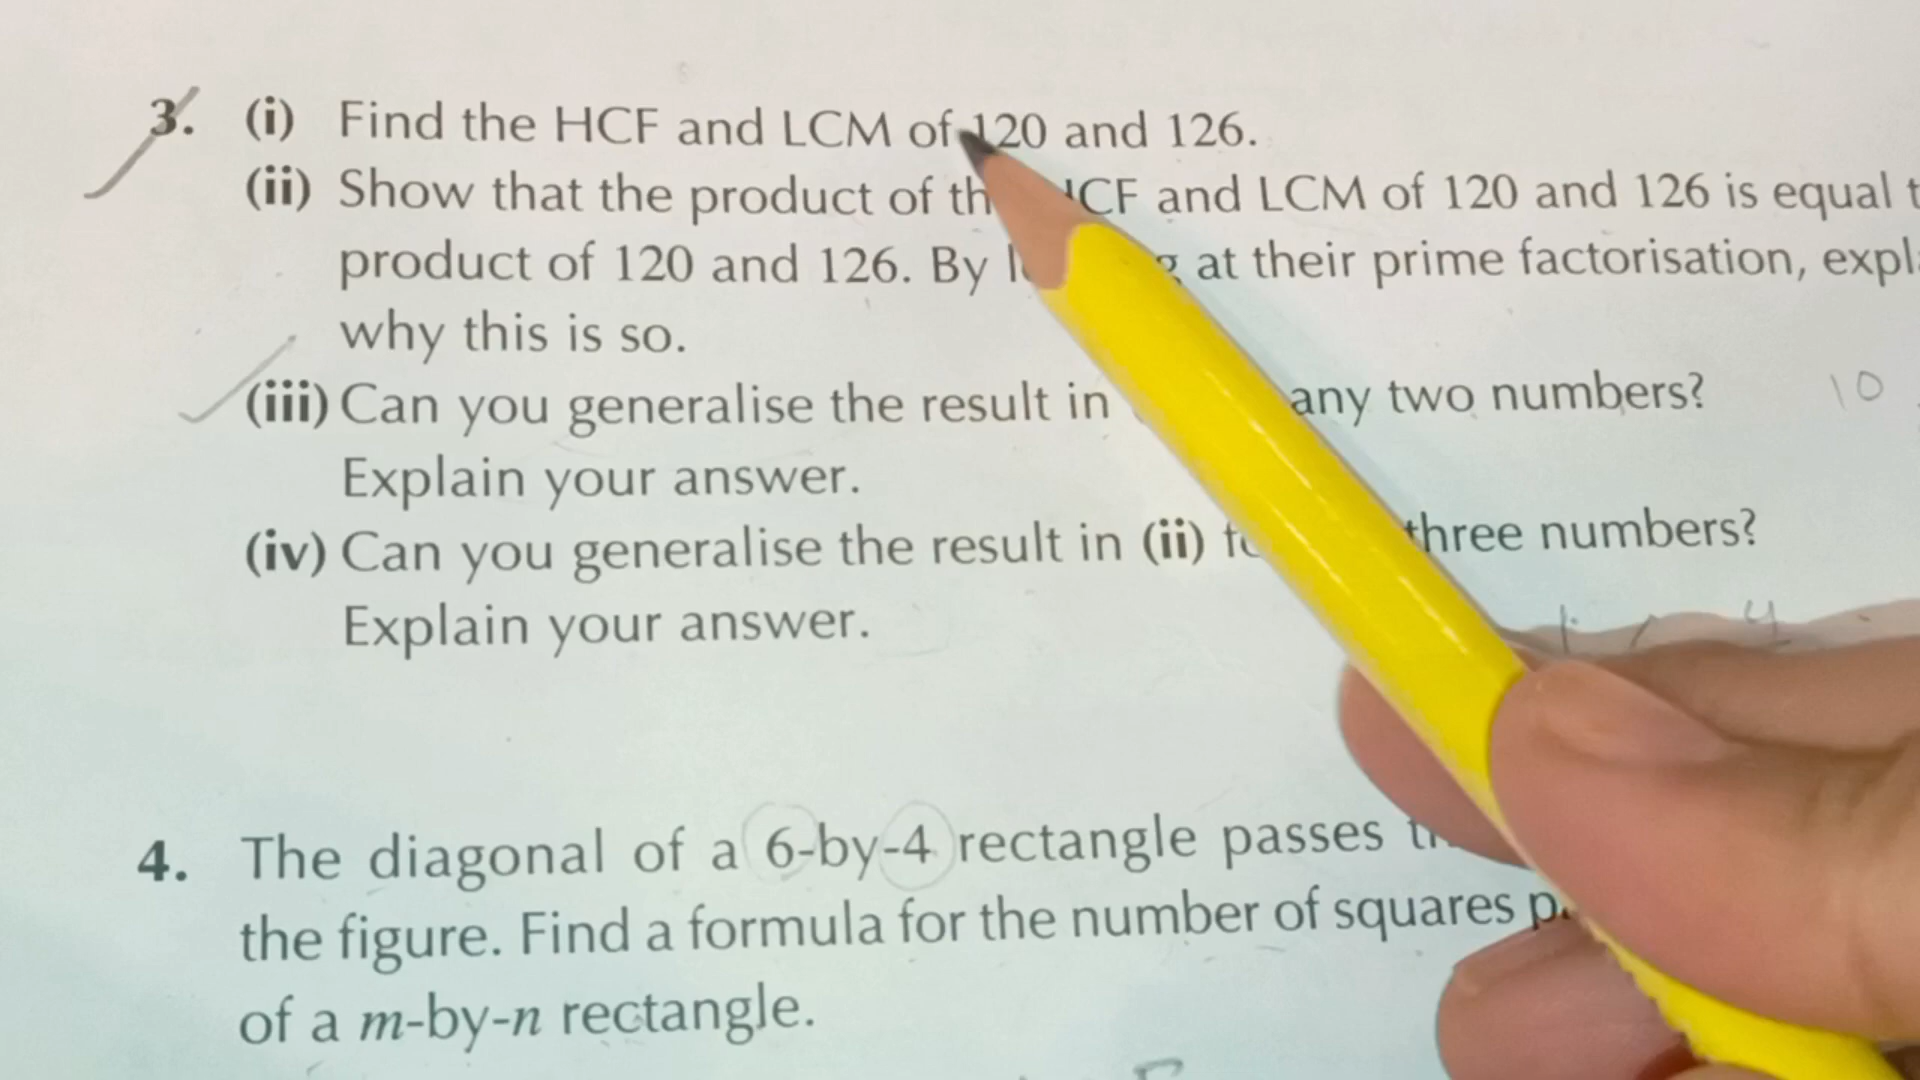 3. (i) Find the HCF and LCM of 120 and 126.
(ii) Show that the product of CF and LCM of 120 and 126 is equal
product of 120 and 126. By at their prime factorisation,
why this is so.
(iii) Can you generalise the result in any two numbers? 10
Explain your answer.
(iv) Can you generalise the result in (ii) three numbers?
Explain your answer.
4. The diagonal of a 6-by-4 rectangle passes
the figure. Find a formula for the number of squares
of a m-by-n rectangle.